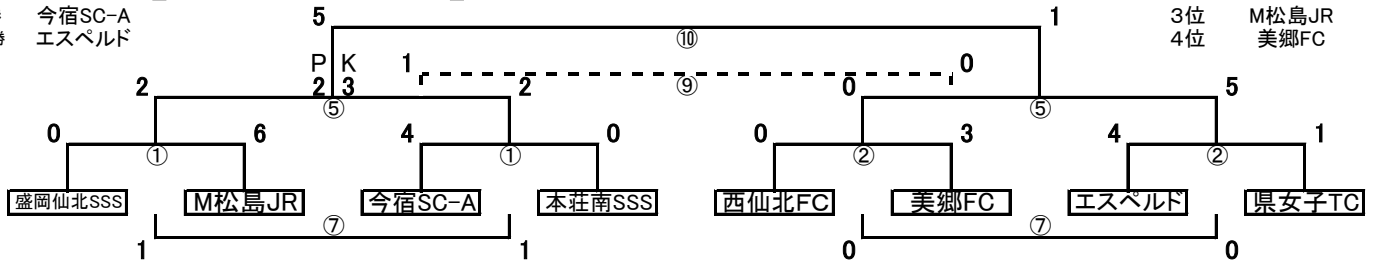 今宿SC-A 5 1 3位 M松島JR
勝 エスペルド ⑩ 4位 美郷FC
P K 1 0
2 2 3 2 ⑨ 0 5
⑤ ⑤
0 6 4 0 0 3 4 1
① ① ② ②
盛岡仙北SSS M松島JR 今宿SC-A 本荘南SSS 西仙北FC 美郷FC エスペルド 県女子TC
⑦ ⑦
1 1 0 0